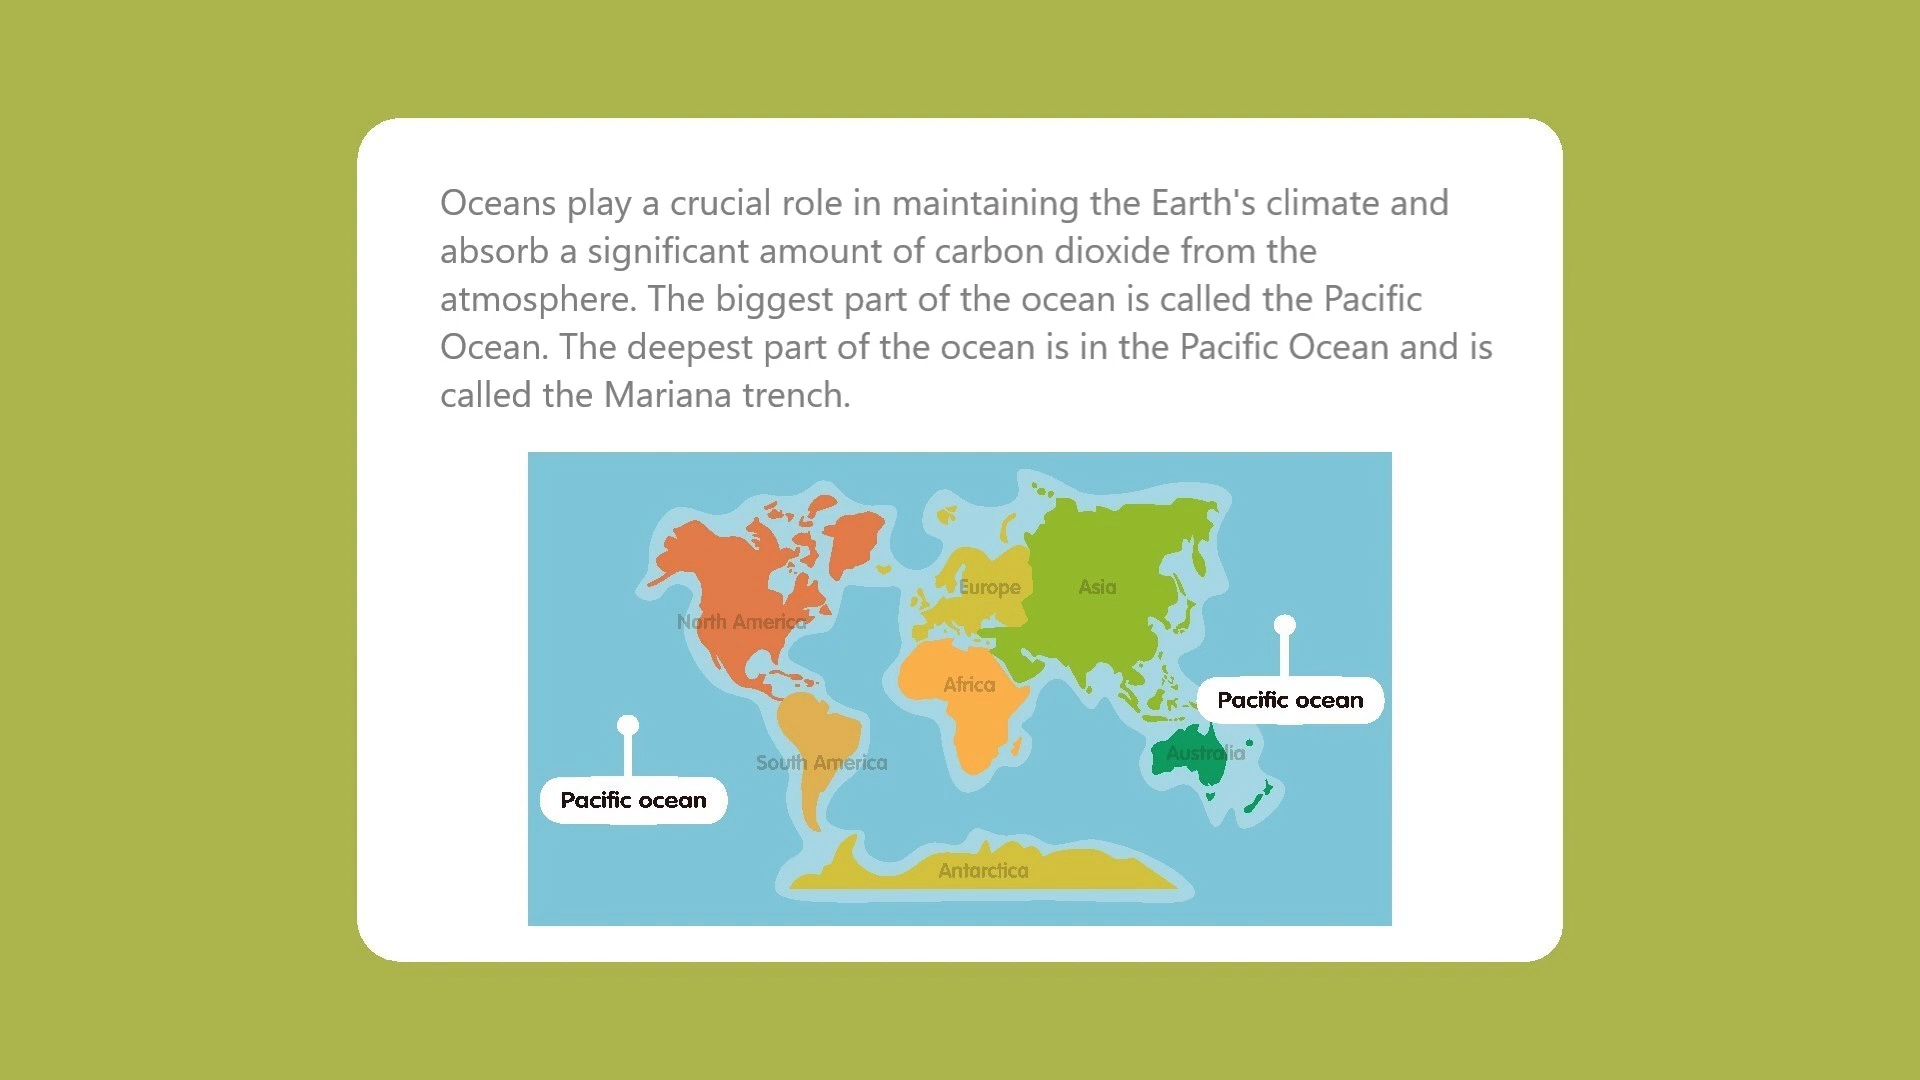 Oceans play a crucial role in maintaining the Earth's climate and
absorb a significant amount of carbon dioxide from the
atmosphere. The biggest part of the ocean is called the Pacific
Ocean. The deepest part of the ocean is in the Pacific Ocean and is
called the Mariana trench.
Europe
Asia
North America
Africa
Pacific ocean
Australia
South America
Pacific ocean
Antarctica